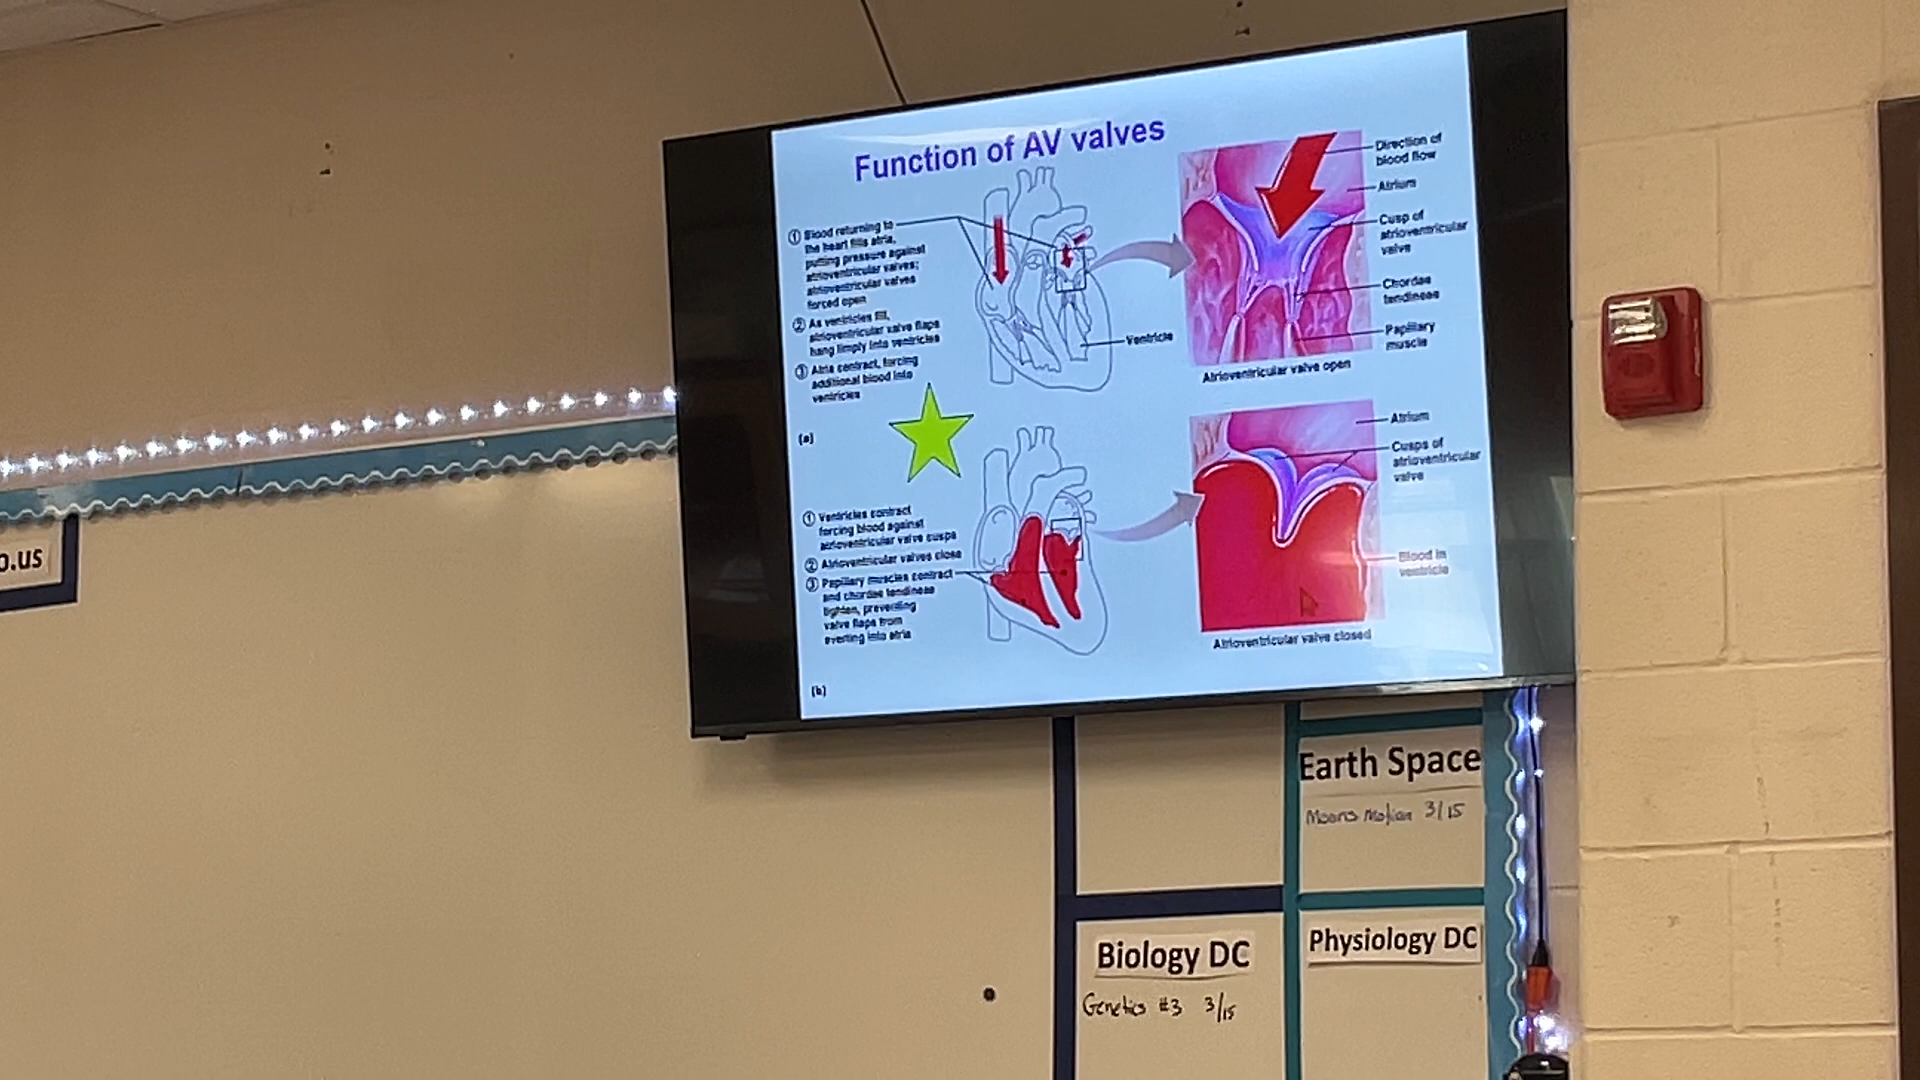 Function of AV valves
① Blood returning to
the heart fills atria,
putting pressure against
atrioventricular valves;
atrioventricular valves
forced open
② As ventricles fill,
atrioventricular valve flaps
hang limply into ventricles
③ Atria contract, forcing
additional blood into
ventricles
(a)
Ventricle
Direction of
blood flow
Atrium
Cusp of
atrioventricular
valve
Chordae
tendineae
Papillary
muscle
Atrioventricular valve open
① Ventricles contract
forcing blood against
atrioventricular valve cusps
② Atrioventricular valves close
③ Papillary muscles contract
and chordae tendineae
tighten, preventing
valve flaps from
everting into atria
(b)
Atrium
Cusps of
atrioventricular
valve
Blood in
ventricle
Atrioventricular valve closed
o.us
Earth Space
Moons Motion 3/15
Biology DC
Genetics #3 3/15
Physiology DC